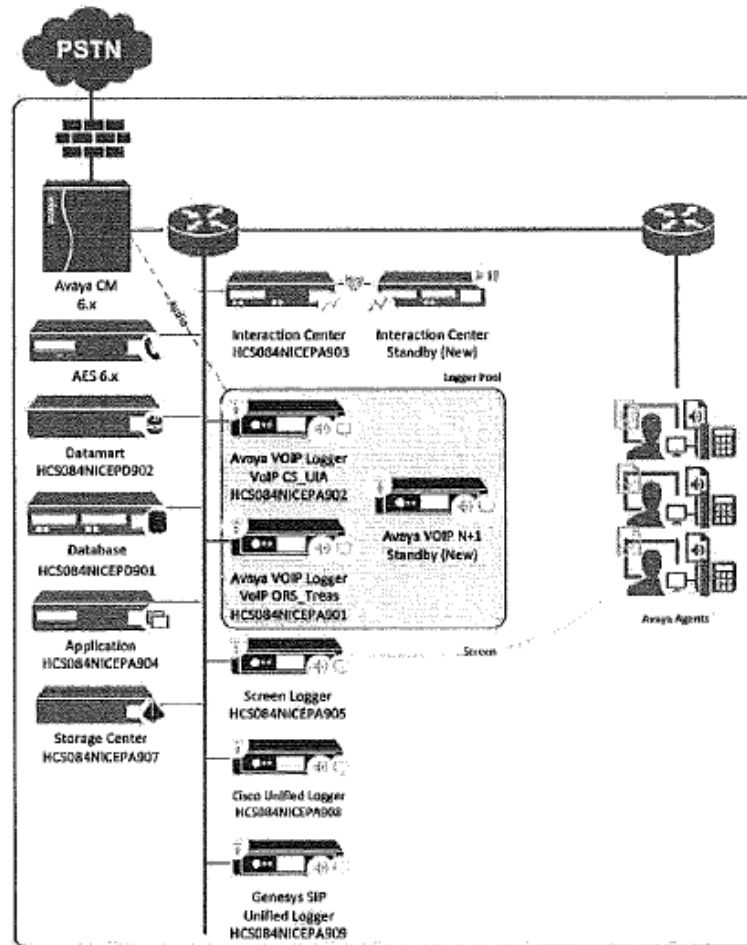 PSTN
Avaya CM
6.x
Audio
Interaction Center
HCS084NICEPA903
Interaction Center
Standby (New)
AES 6.x
Logger Pool
Datamart
HCS084NICEPD902
Avaya VOIP Logger
VoIP CS_UIA
HCS084NICEPA902
Avaya VOIP N+1
Standby (New)
Database
HCS084NICEPD901
Avaya VOIP Logger
VoIP ORS_Treas
HCS084NICEPA901
Avaya Agents
Application
HCS084NICEPA904
Screen
Screen Logger
HCS084NICEPA905
Storage Center
HCS084NICEPA907
Cisco Unified Logger
HCS084NICEPA908
Genesys SIP
Unified Logger
HCS084NICEPA909